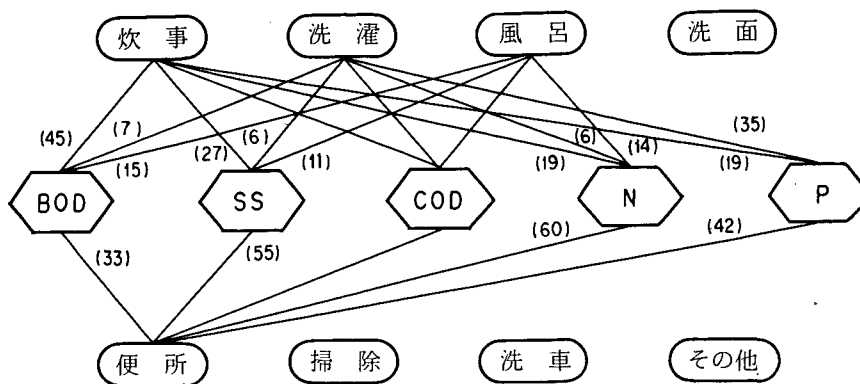 炊事 洗濯 風呂 洗面
(35)
(45) (7) (6) (6) (14)
(15) (27) (11) (19) (19)
BOD SS COD N P
(33) (55) (60) (42)
便所 掃除 洗車 その他